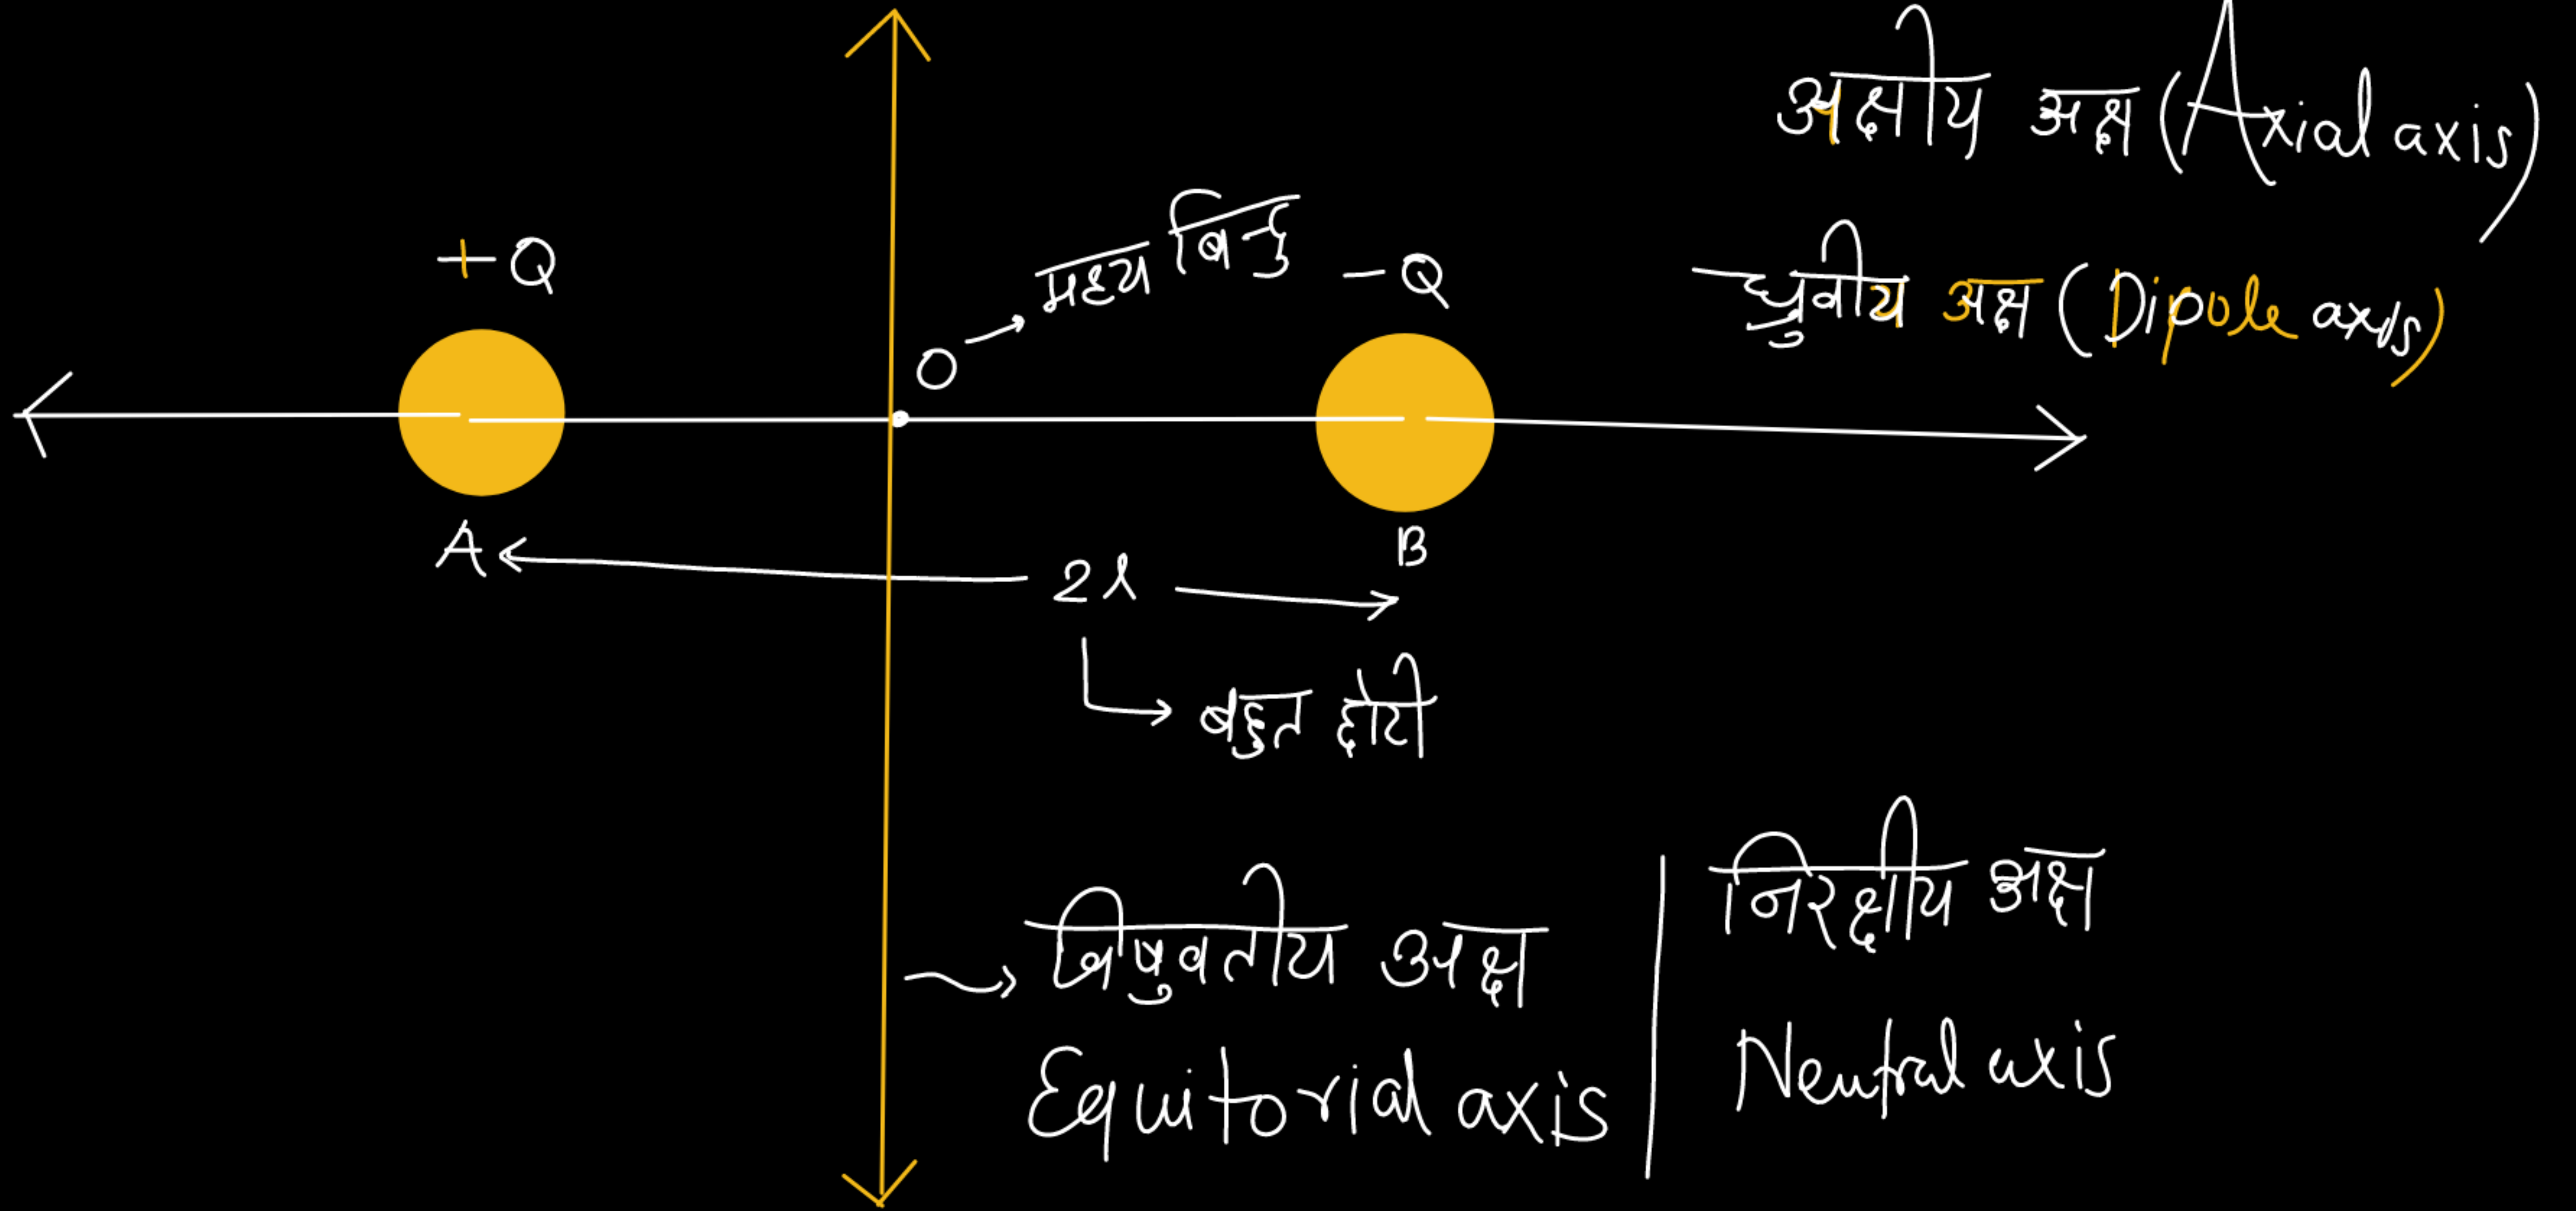 अक्षीय अक्ष (Axial axis)
ध्रुवीय अक्ष (Dipole axis)
+Q
O → मध्य बिन्दु
-Q
A
B
2l
बहुत छोटी
विषुवतीय अक्ष
Equitorial axis
निरक्षीय अक्ष
Neutral axis